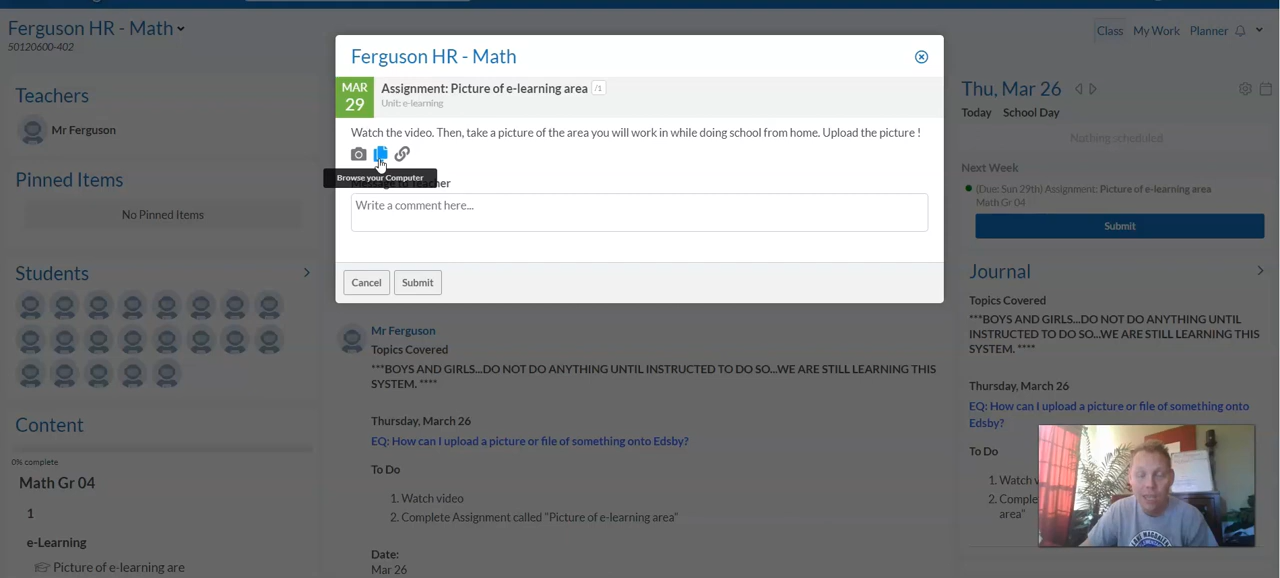 Ferguson HR - Math
50120600-402
Class My Work Planner
Teachers
Mr Ferguson
Pinned Items
No Pinned Items
Students
Content
0% complete
Math Gr 04
1
e-Learning
Picture of e-learning are
Ferguson HR - Math
MAR
29
Assignment: Picture of e-learning area /1
Unit: e-learning
Watch the video. Then, take a picture of the area you will work in while doing school from home. Upload the picture !
Browse your Computer
Message to Teacher
Write a comment here...
Cancel Submit
Mr Ferguson
Topics Covered
***BOYS AND GIRLS...DO NOT DO ANYTHING UNTIL INSTRUCTED TO DO SO...WE ARE STILL LEARNING THIS
SYSTEM. ****
Thursday, March 26
EQ: How can I upload a picture or file of something onto Edsby?
To Do
1. Watch video
2. Complete Assignment called "Picture of e-learning area"
Date:
Mar 26
Thu, Mar 26
Today School Day
Nothing scheduled
Next Week
(Due: Sun 29th) Assignment: Picture of e-learning area
Math Gr 04
Submit
Journal
Topics Covered
***BOYS AND GIRLS...DO NOT DO ANYTHING UNTIL
INSTRUCTED TO DO SO...WE ARE STILL LEARNING THIS
SYSTEM. ****
Thursday, March 26
EQ: How can I upload a picture or file of something onto
Edsby?
To Do
1. Watch v
2. Comple
area"